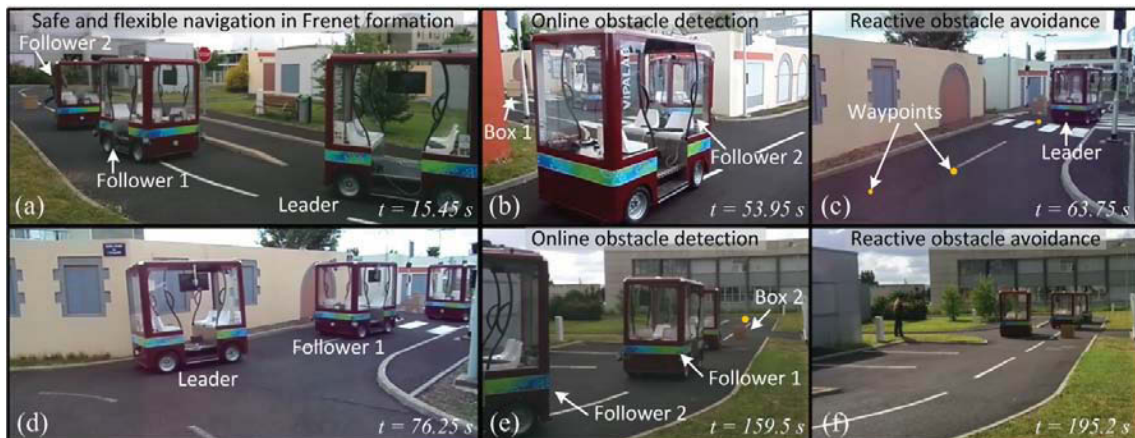 Safe and flexible navigation in Frenet formation
Follower 2
Follower 1
Leader
(a)
t = 15.45 s
Online obstacle detection
VIPALAB
Box 1
Follower 2
(b)
t = 53.95 s
Reactive obstacle avoidance
Waypoints
Leader
(c)
t = 63.75 s
Follower 1
Leader
(d)
t = 76.25 s
Online obstacle detection
Box 2
Follower 1
Follower 2
(e)
t = 159.5 s
Reactive obstacle avoidance
(f)
t = 195.2 s